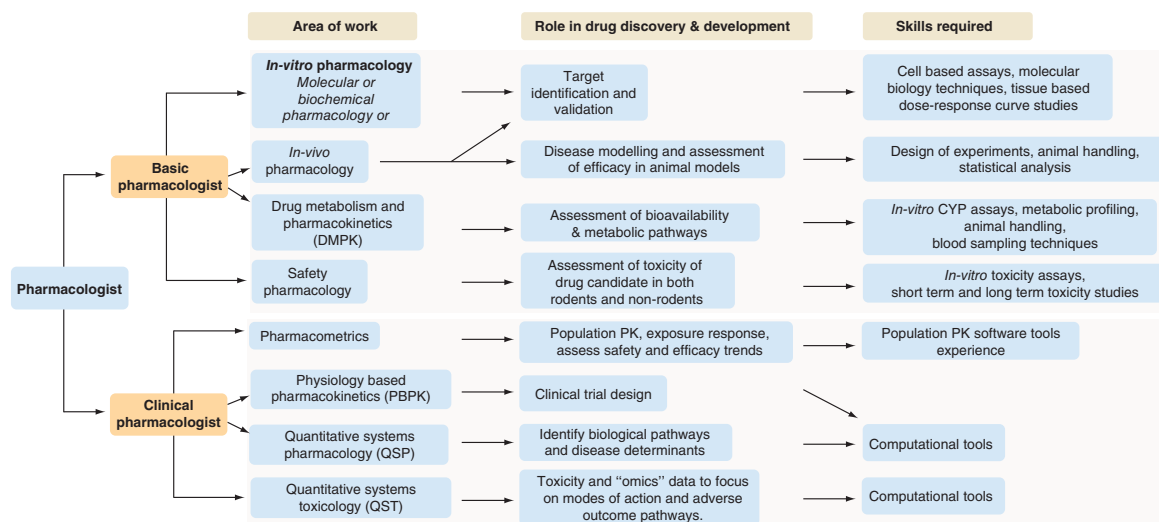 Area of work
Role in drug discovery & development
Skills required
In-vitro pharmacology
Molecular or
biochemical
pharmacology or
Target
identification and
validation
Cell based assays, molecular
biology techniques, tissue based
dose-response curve studies
Basic
pharmacologist
In-vivo
pharmacology
Disease modelling and assessment
of efficacy in animal models
Design of experiments, animal handling,
statistical analysis
Drug metabolism and
pharmacokinetics
(DMPK)
Assessment of bioavailability
& metabolic pathways
In-vitro CYP assays, metabolic profiling,
animal handling,
blood sampling techniques
Pharmacologist
Safety
pharmacology
Assessment of toxicity of
drug candidate in both
rodents and non-rodents
In-vitro toxicity assays,
short term and long term toxicity studies
Pharmacometrics
Population PK, exposure response,
assess safety and efficacy trends
Population PK software tools
experience
Clinical
pharmacologist
Physiology based
pharmacokinetics (PBPK)
Clinical trial design
Quantitative systems
pharmacology (QSP)
Identify biological pathways
and disease determinants
Computational tools
Quantitative systems
toxicology (QST)
Toxicity and "omics" data to focus
on modes of action and adverse
outcome pathways.
Computational tools